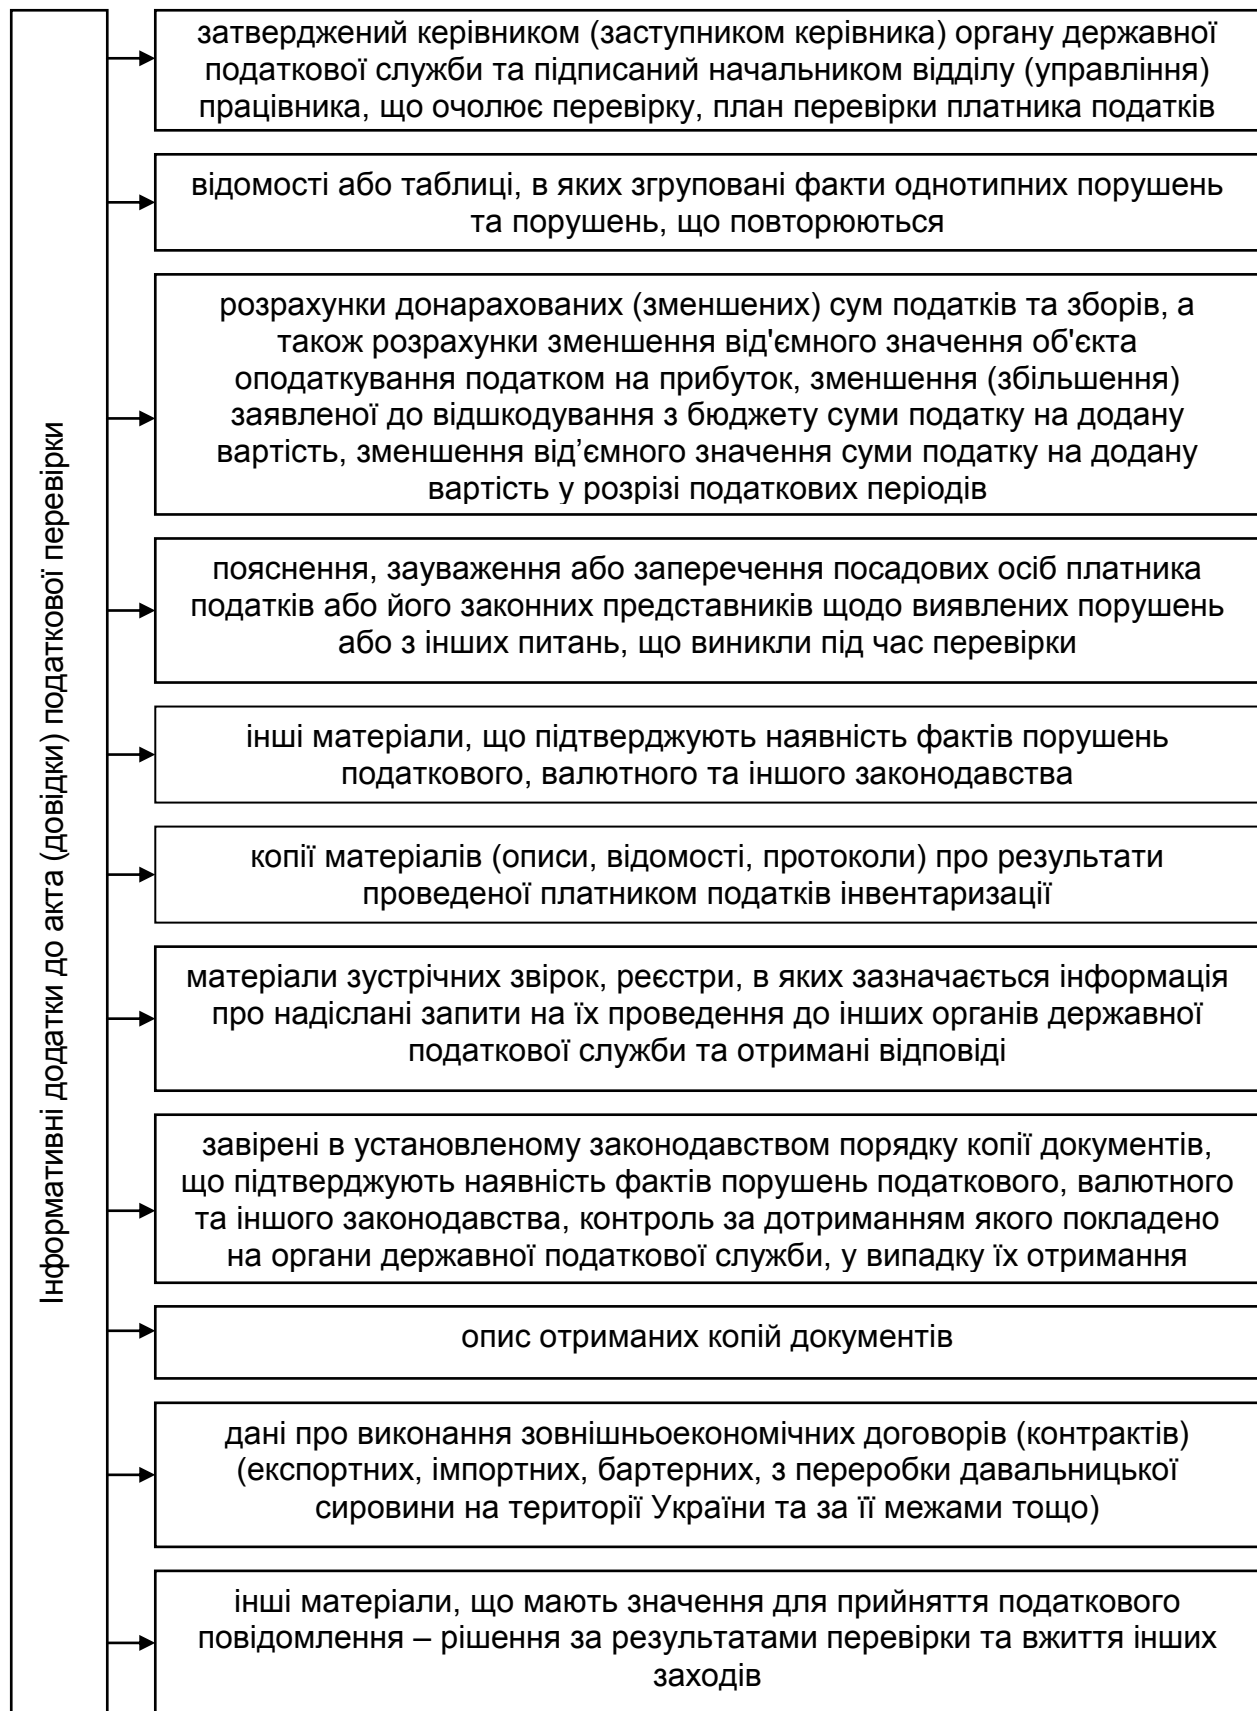 Інформативні додатки до акта (довідки) податкової перевірки
затверджений керівником (заступником керівника) органу державної
податкової служби та підписаний начальником відділу (управління)
працівника, що очолює перевірку, план перевірки платника податків
відомості або таблиці, в яких згруповані факти однотипних порушень
та порушень, що повторюються
розрахунки донарахованих (зменшених) сум податків та зборів, а
також розрахунки зменшення від'ємного значення об'єкта
оподаткування податком на прибуток, зменшення (збільшення)
заявленої до відшкодування з бюджету суми податку на додану
вартість, зменшення від’ємного значення суми податку на додану
вартість у розрізі податкових періодів
пояснення, зауваження або заперечення посадових осіб платника
податків або його законних представників щодо виявлених порушень
або з інших питань, що виникли під час перевірки
інші матеріали, що підтверджують наявність фактів порушень
податкового, валютного та іншого законодавства
копії матеріалів (описи, відомості, протоколи) про результати
проведеної платником податків інвентаризації
матеріали зустрічних звірок, реєстри, в яких зазначається інформація
про надіслані запити на їх проведення до інших органів державної
податкової служби та отримані відповіді
завірені в установленому законодавством порядку копії документів,
що підтверджують наявність фактів порушень податкового, валютного
та іншого законодавства, контроль за дотриманням якого покладено
на органи державної податкової служби, у випадку їх отримання
опис отриманих копій документів
дані про виконання зовнішньоекономічних договорів (контрактів)
(експортних, імпортних, бартерних, з переробки давальницької
сировини на території України та за її межами тощо)
інші матеріали, що мають значення для прийняття податкового
повідомлення – рішення за результатами перевірки та вжиття інших
заходів